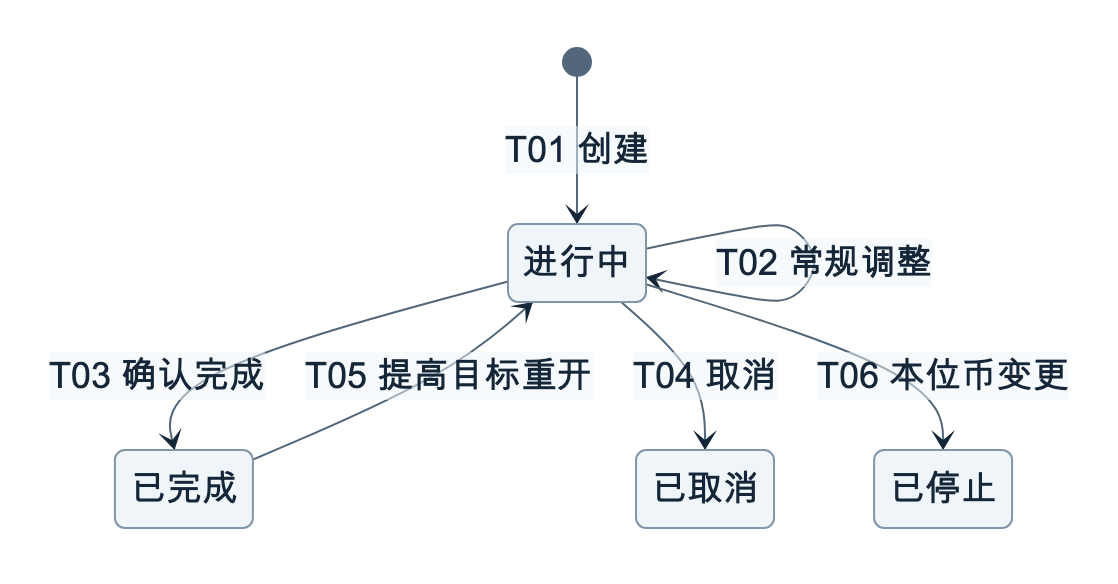 T01 创建
进行中
T02 常规调整
T03 确认完成
T05 提高目标重开
T04 取消
T06 本位币变更
已完成
已取消
已停止